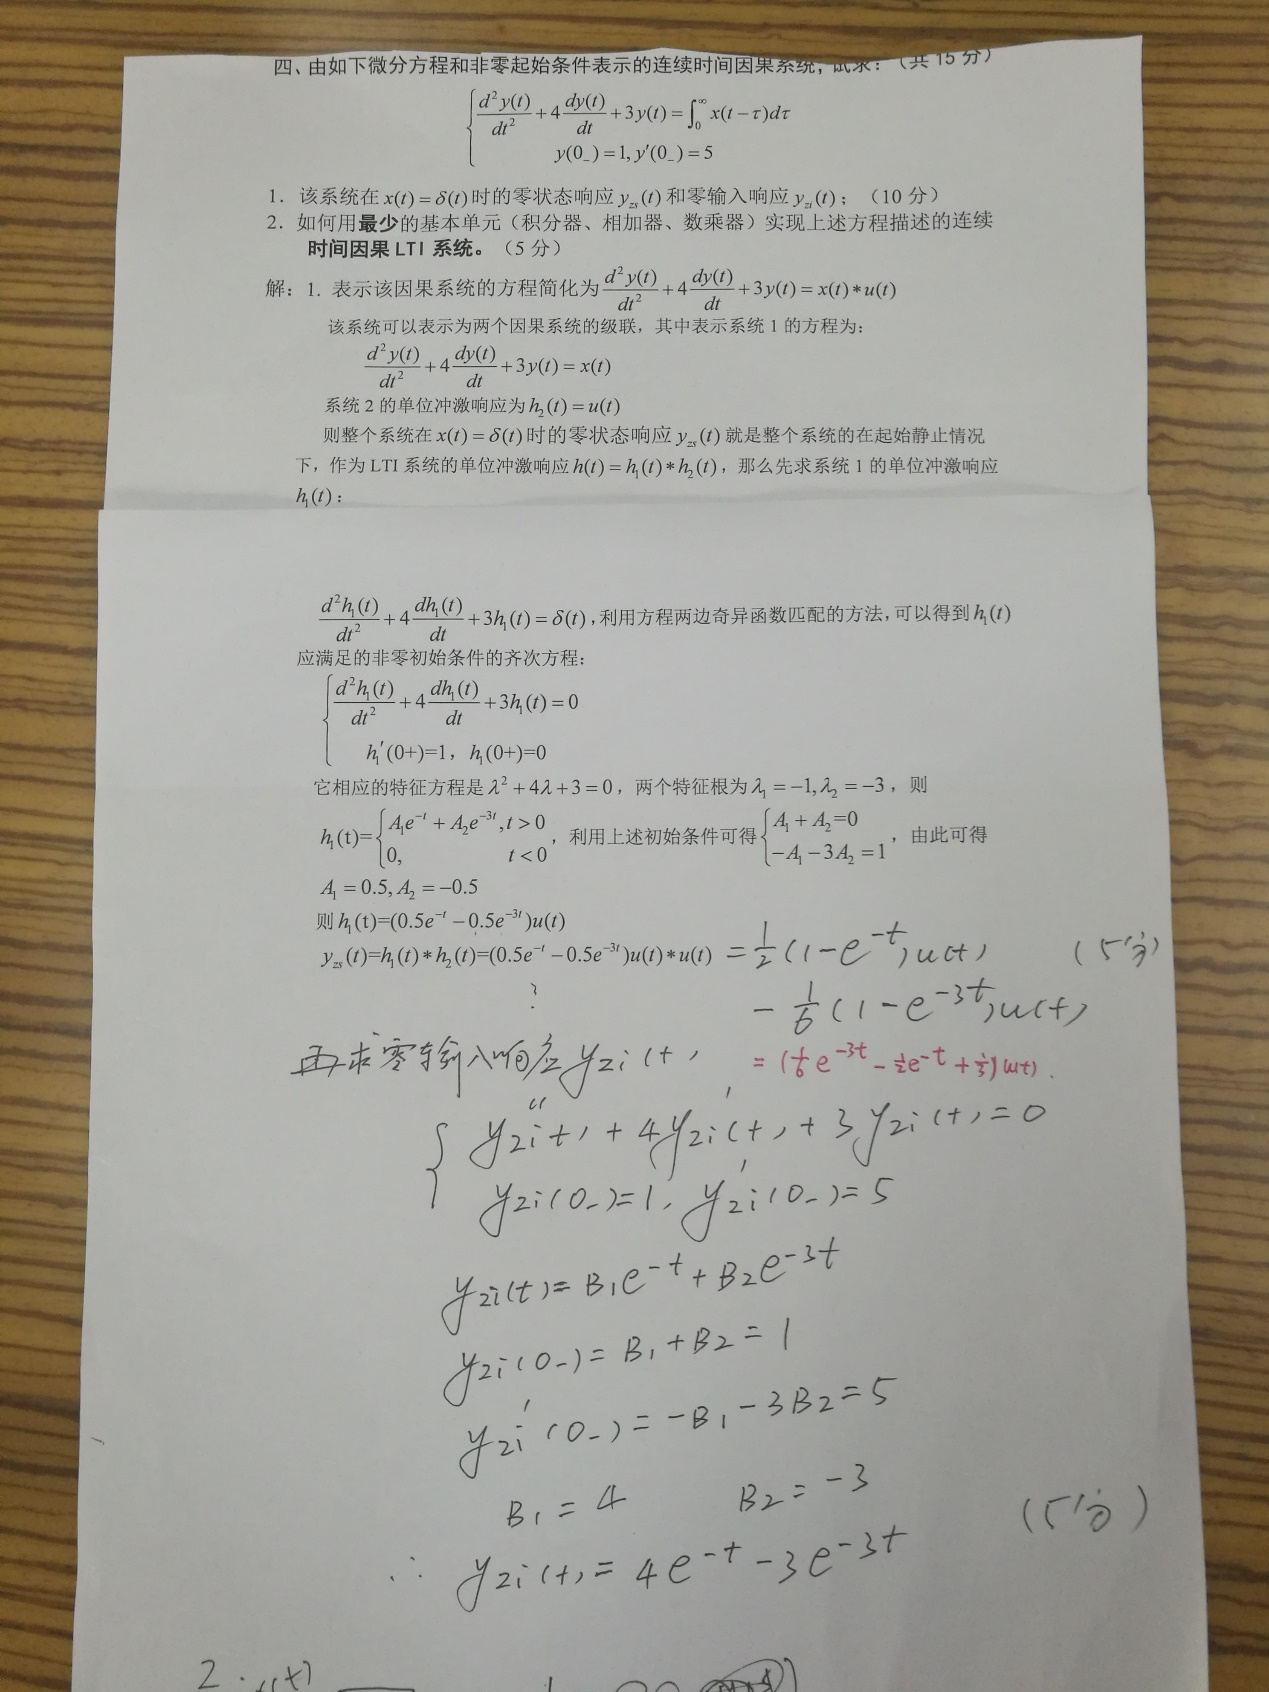 四、由如下微分方程和非零起始条件表示的连续时间因果系统，试求：（共 15 分）
d²y(t)/dt² + 4 dy(t)/dt + 3y(t) = ∫₀^∞ x(t−τ)dτ
y(0₋) = 1, y′(0₋) = 5
1. 该系统在 x(t) = δ(t) 时的零状态响应 y_zs(t) 和零输入响应 y_zi(t)；（10 分）
2. 如何用最少的基本单元（积分器、相加器、数乘器）实现上述方程描述的连续
时间因果 LTI 系统。（5 分）
解：1. 表示该因果系统的方程简化为 d²y(t)/dt² + 4 dy(t)/dt + 3y(t) = x(t)*u(t)
该系统可以表示为两个因果系统的级联，其中表示系统 1 的方程为：
d²y(t)/dt² + 4 dy(t)/dt + 3y(t) = x(t)
系统 2 的单位冲激响应为 h₂(t) = u(t)
则整个系统在 x(t) = δ(t) 时的零状态响应 y_zs(t) 就是整个系统的在起始静止情况
下，作为 LTI 系统的单位冲激响应 h(t) = h₁(t)*h₂(t)，那么先求系统 1 的单位冲激响应
h₁(t)：
d²h₁(t)/dt² + 4 dh₁(t)/dt + 3h₁(t) = δ(t)，利用方程两边奇异函数匹配的方法，可以得到 h₁(t)
应满足的非零初始条件的齐次方程：
d²h₁(t)/dt² + 4 dh₁(t)/dt + 3h₁(t) = 0
h₁′(0+)=1，h₁(0+)=0
它相应的特征方程是 λ² + 4λ + 3 = 0，两个特征根为 λ₁ = −1, λ₂ = −3，则
h₁(t)={A₁e^−t + A₂e^−3t, t > 0; 0, t < 0，利用上述初始条件可得 {A₁ + A₂=0; −A₁ − 3A₂ = 1，由此可得
A₁ = 0.5, A₂ = −0.5
则 h₁(t)=(0.5e^−t − 0.5e^−3t)u(t)
y_zs(t)=h₁(t)*h₂(t)=(0.5e^−t − 0.5e^−3t)u(t)*u(t) = 1/2 (1−e^−t)u(t) （5分）
− 1/6 (1−e^−3t)u(t)
再求零输入响应 y_zi(t)
= (1/6 e^−3t − 1/2 e^−t + 1/3) u(t).
y_zi″(t) + 4y_zi′(t) + 3y_zi(t) = 0
y_zi(0₋) = 1, y_zi′(0₋) = 5
y_zi(t) = B₁e^−t + B₂e^−3t
y_zi(0₋) = B₁ + B₂ = 1
y_zi′(0₋) = −B₁ − 3B₂ = 5
B₁ = 4 B₂ = −3
（5分）
∴ y_zi(t) = 4e^−t − 3e^−3t
2.